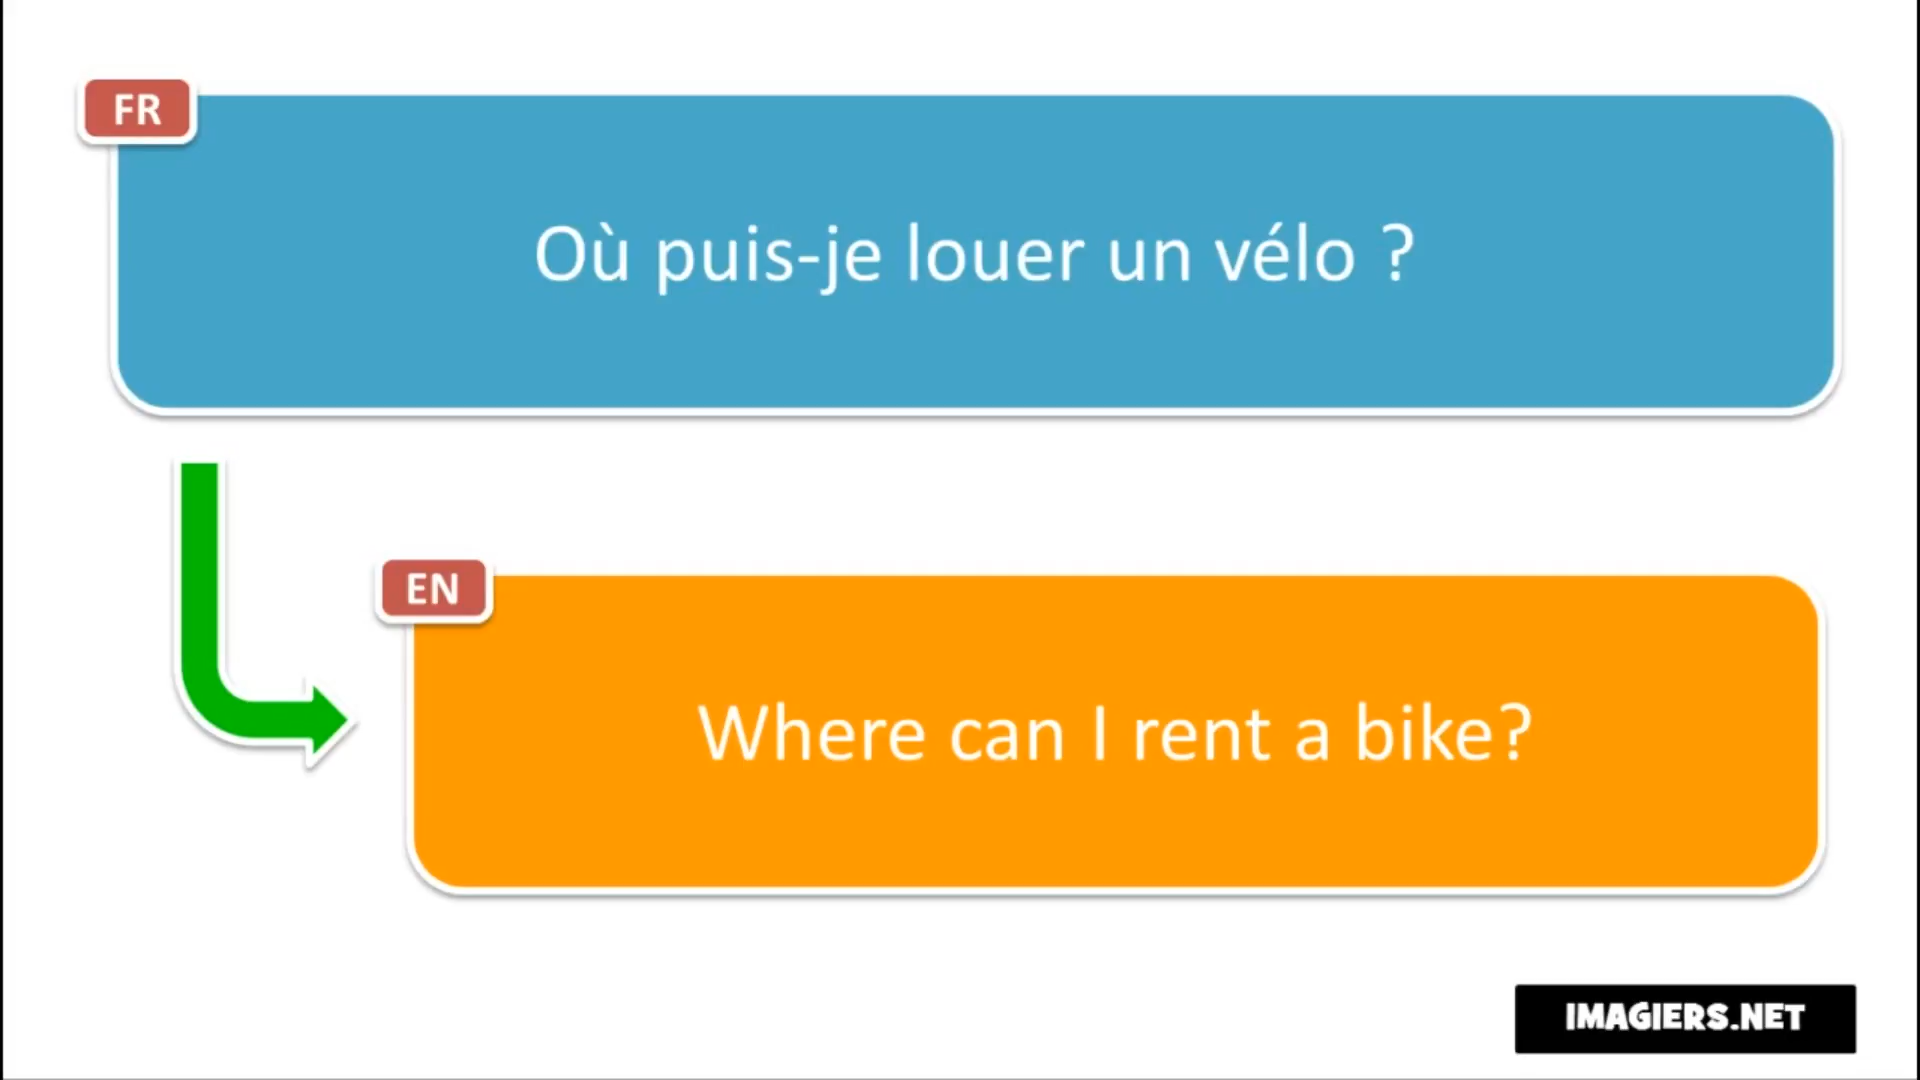 FR
Où puis-je louer un vélo ?
EN
Where can I rent a bike?
IMAGIERS.NET